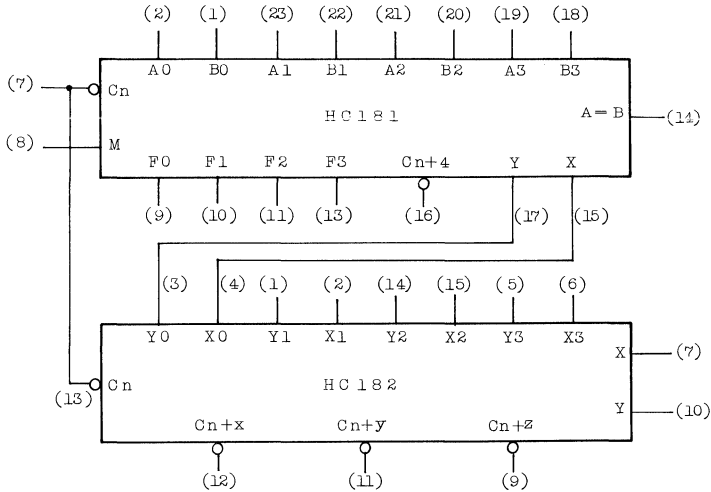 (2) (1) (23) (22) (21) (20) (19) (18)
A0 B0 A1 B1 A2 B2 A3 B3
(7) Cn
HC181
A=B (14)
(8) M
F0 F1 F2 F3 Cn+4 Y X
(9) (10) (11) (13) (16) (17) (15)
(3) (4) (1) (2) (14) (15) (5) (6)
Y0 X0 Y1 X1 Y2 X2 Y3 X3
X (7)
(13) Cn
HC182
Y (10)
Cn+x Cn+y Cn+z
(12) (11) (9)